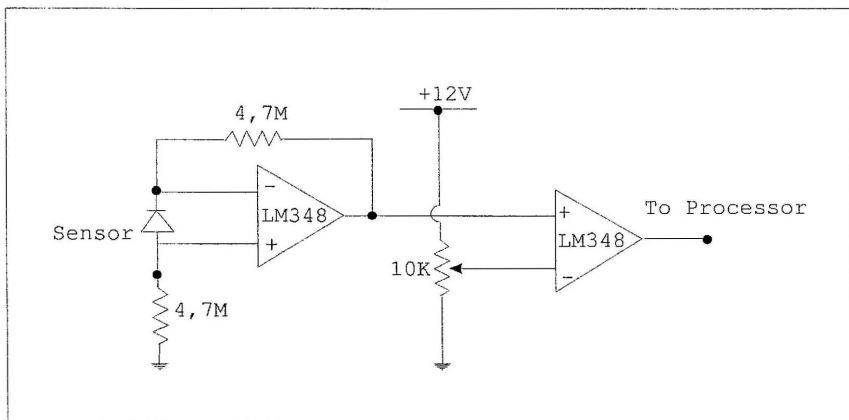 +12V
4,7M
−
LM348
Sensor
+
4,7M
10K
+
LM348
−
To Processor